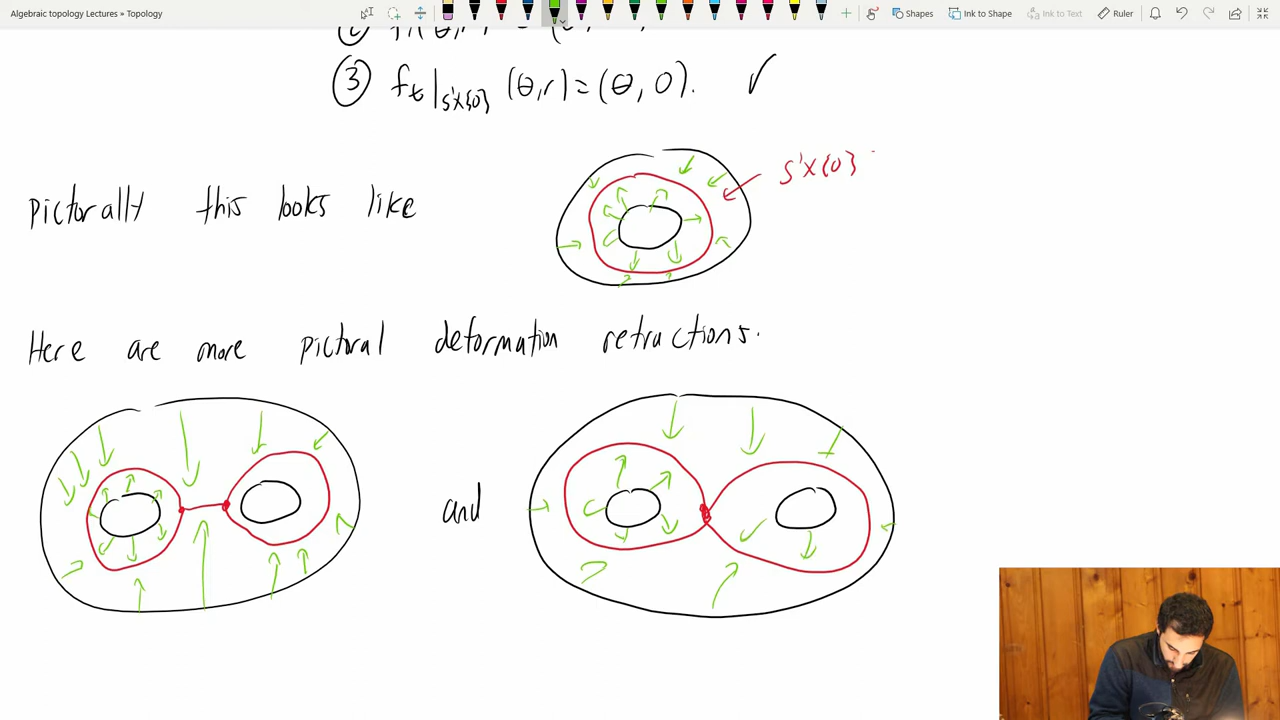 Algebraic topology Lectures » Topology
Shapes Ink to Shape Ink to Text Ruler
③ f_t|_{S¹×{0}} (θ,r) = (θ, 0). ✓
S¹×{0}
pictorally this looks like
Here are more pictoral deformation retractions.
and